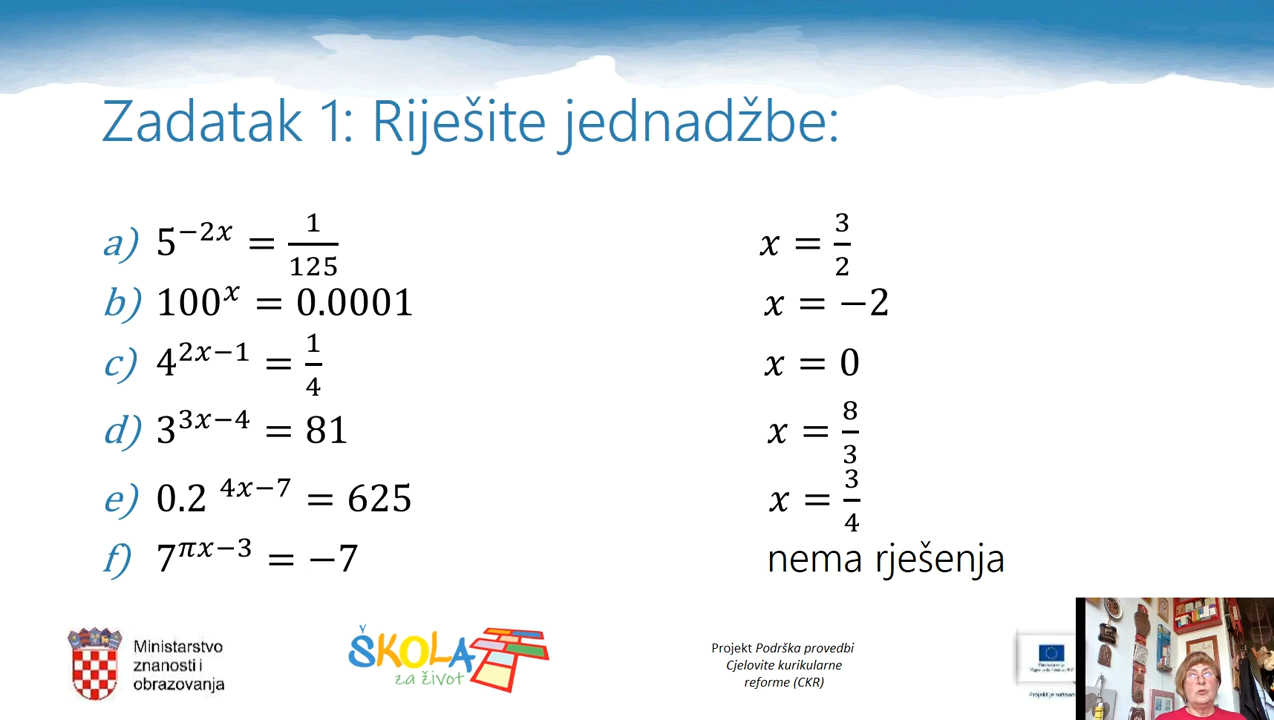 Zadatak 1: Riješite jednadžbe:
a) 5^{−2x} = 1/125 x = 3/2
b) 100^x = 0.0001 x = −2
c) 4^{2x−1} = 1/4 x = 0
d) 3^{3x−4} = 81 x = 8/3
e) 0.2^{4x−7} = 625 x = 3/4
f) 7^{πx−3} = −7 nema rješenja
Ministarstvo
znanosti i
obrazovanja
ŠKOLA
za život
Projekt Podrška provedbi
Cjelovite kurikularne
reforme (CKR)
Projekt je